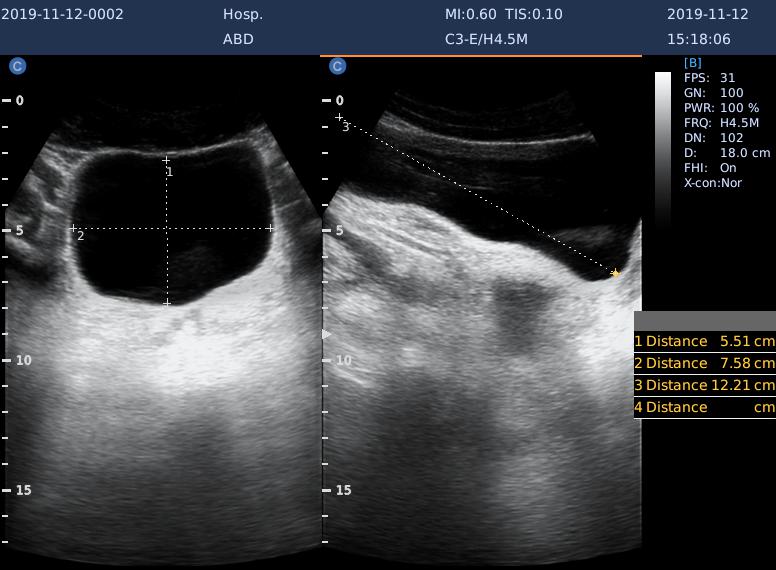 2019-11-12-0002 Hosp. MI:0.60 TIS:0.10 2019-11-12
ABD C3-E/H4.5M 15:18:06
C
C
[B]
FPS: 31
GN: 100
PWR: 100 %
FRQ: H4.5M
DN: 102
D: 18.0 cm
FHI: On
X-con:Nor
0
5
10
15
1
2
0
5
10
15
3
1 Distance 5.51 cm
2 Distance 7.58 cm
3 Distance 12.21 cm
4 Distance cm